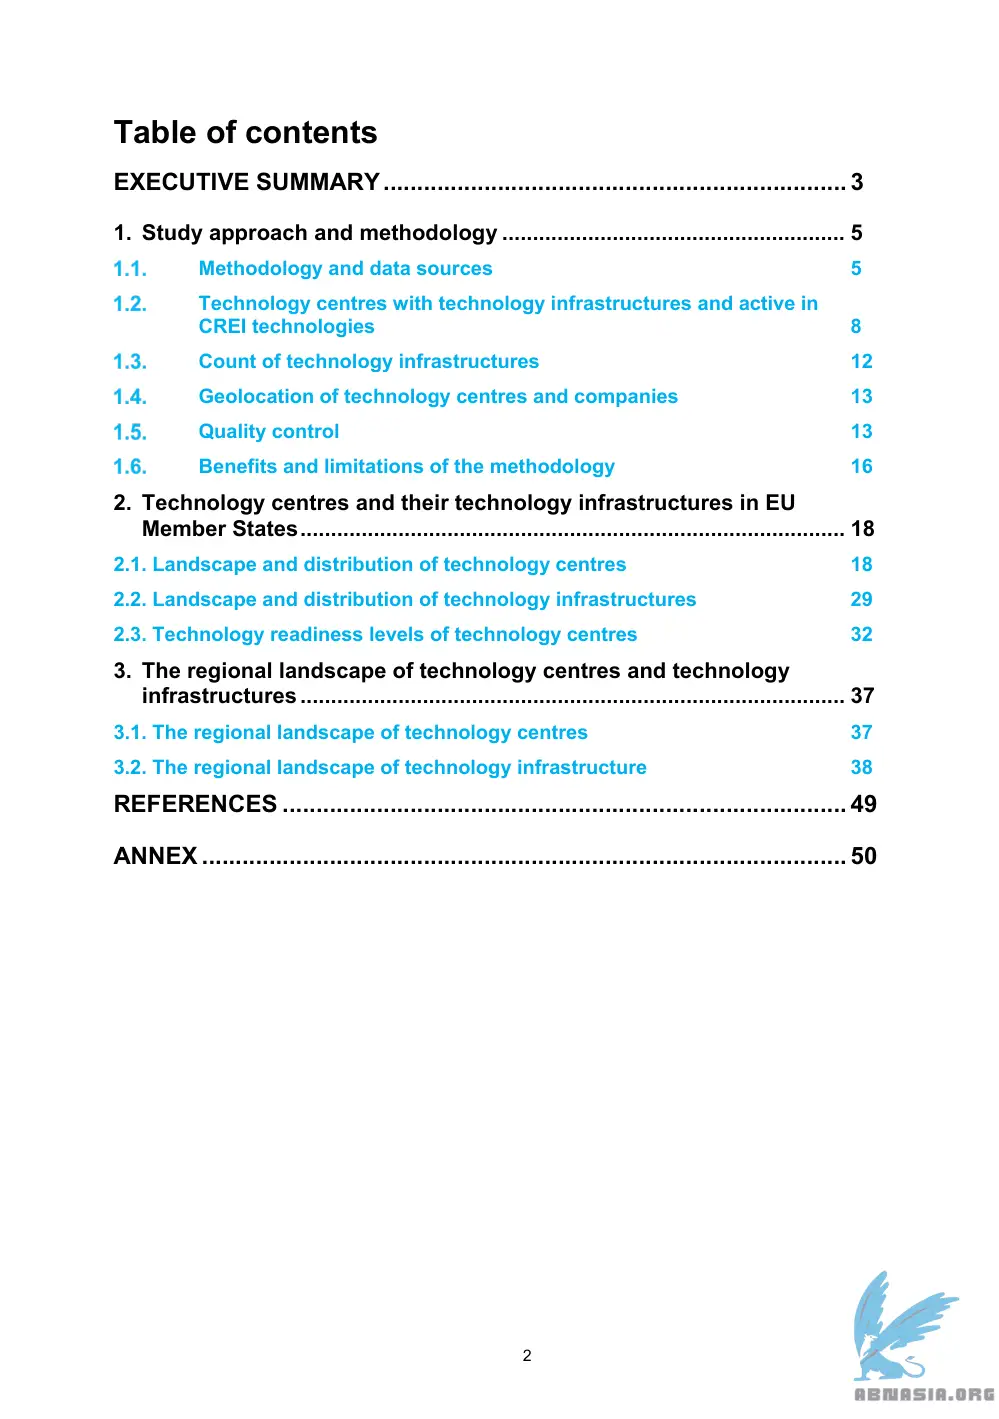 Table of contents
EXECUTIVE SUMMARY ..................................................................... 3
1. Study approach and methodology ........................................................ 5
1.1. Methodology and data sources 5
1.2. Technology centres with technology infrastructures and active in
CREI technologies 8
1.3. Count of technology infrastructures 12
1.4. Geolocation of technology centres and companies 13
1.5. Quality control 13
1.6. Benefits and limitations of the methodology 16
2. Technology centres and their technology infrastructures in EU
Member States ......................................................................................... 18
2.1. Landscape and distribution of technology centres 18
2.2. Landscape and distribution of technology infrastructures 29
2.3. Technology readiness levels of technology centres 32
3. The regional landscape of technology centres and technology
infrastructures ......................................................................................... 37
3.1. The regional landscape of technology centres 37
3.2. The regional landscape of technology infrastructure 38
REFERENCES .................................................................................... 49
ANNEX ................................................................................................ 50
2
ABNASIA.ORG